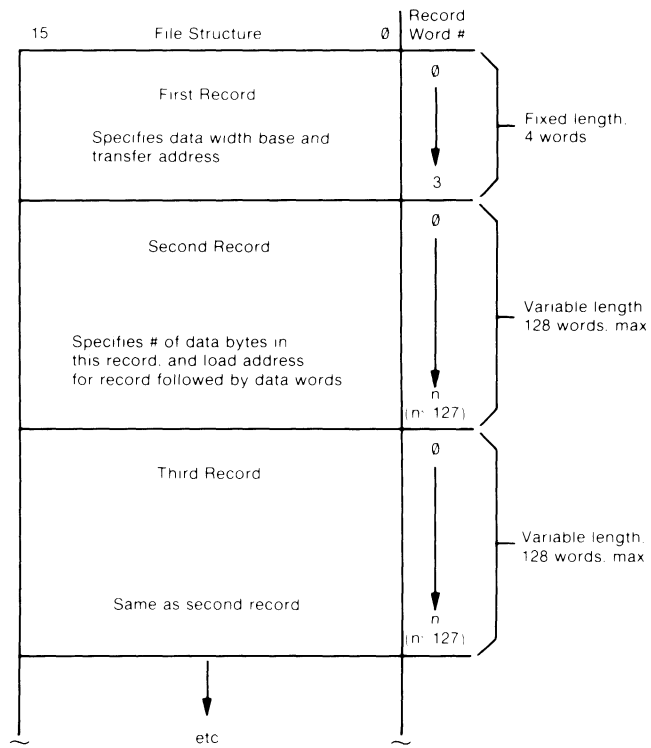 15 File Structure Ø Record Word #
First Record
Specifies data width base and
transfer address
Ø
3
Fixed length.
4 words
Second Record
Specifies # of data bytes in
this record. and load address
for record followed by data words
Ø
n
(n: 127)
Variable length
128 words. max
Third Record
Same as second record
Ø
n
(n: 127)
Variable length.
128 words. max
etc